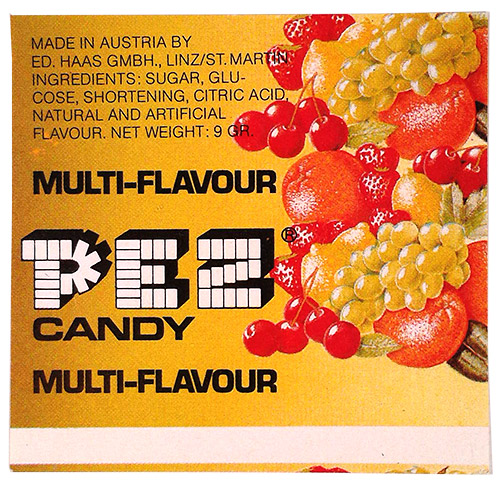 MADE IN AUSTRIA BY
ED. HAAS GMBH., LINZ/ST. MARTIN
INGREDIENTS: SUGAR, GLU-
COSE, SHORTENING, CITRIC ACID,
NATURAL AND ARTIFICIAL
FLAVOUR. NET WEIGHT: 9 GR.
MULTI-FLAVOUR
PEZ®
CANDY
MULTI-FLAVOUR